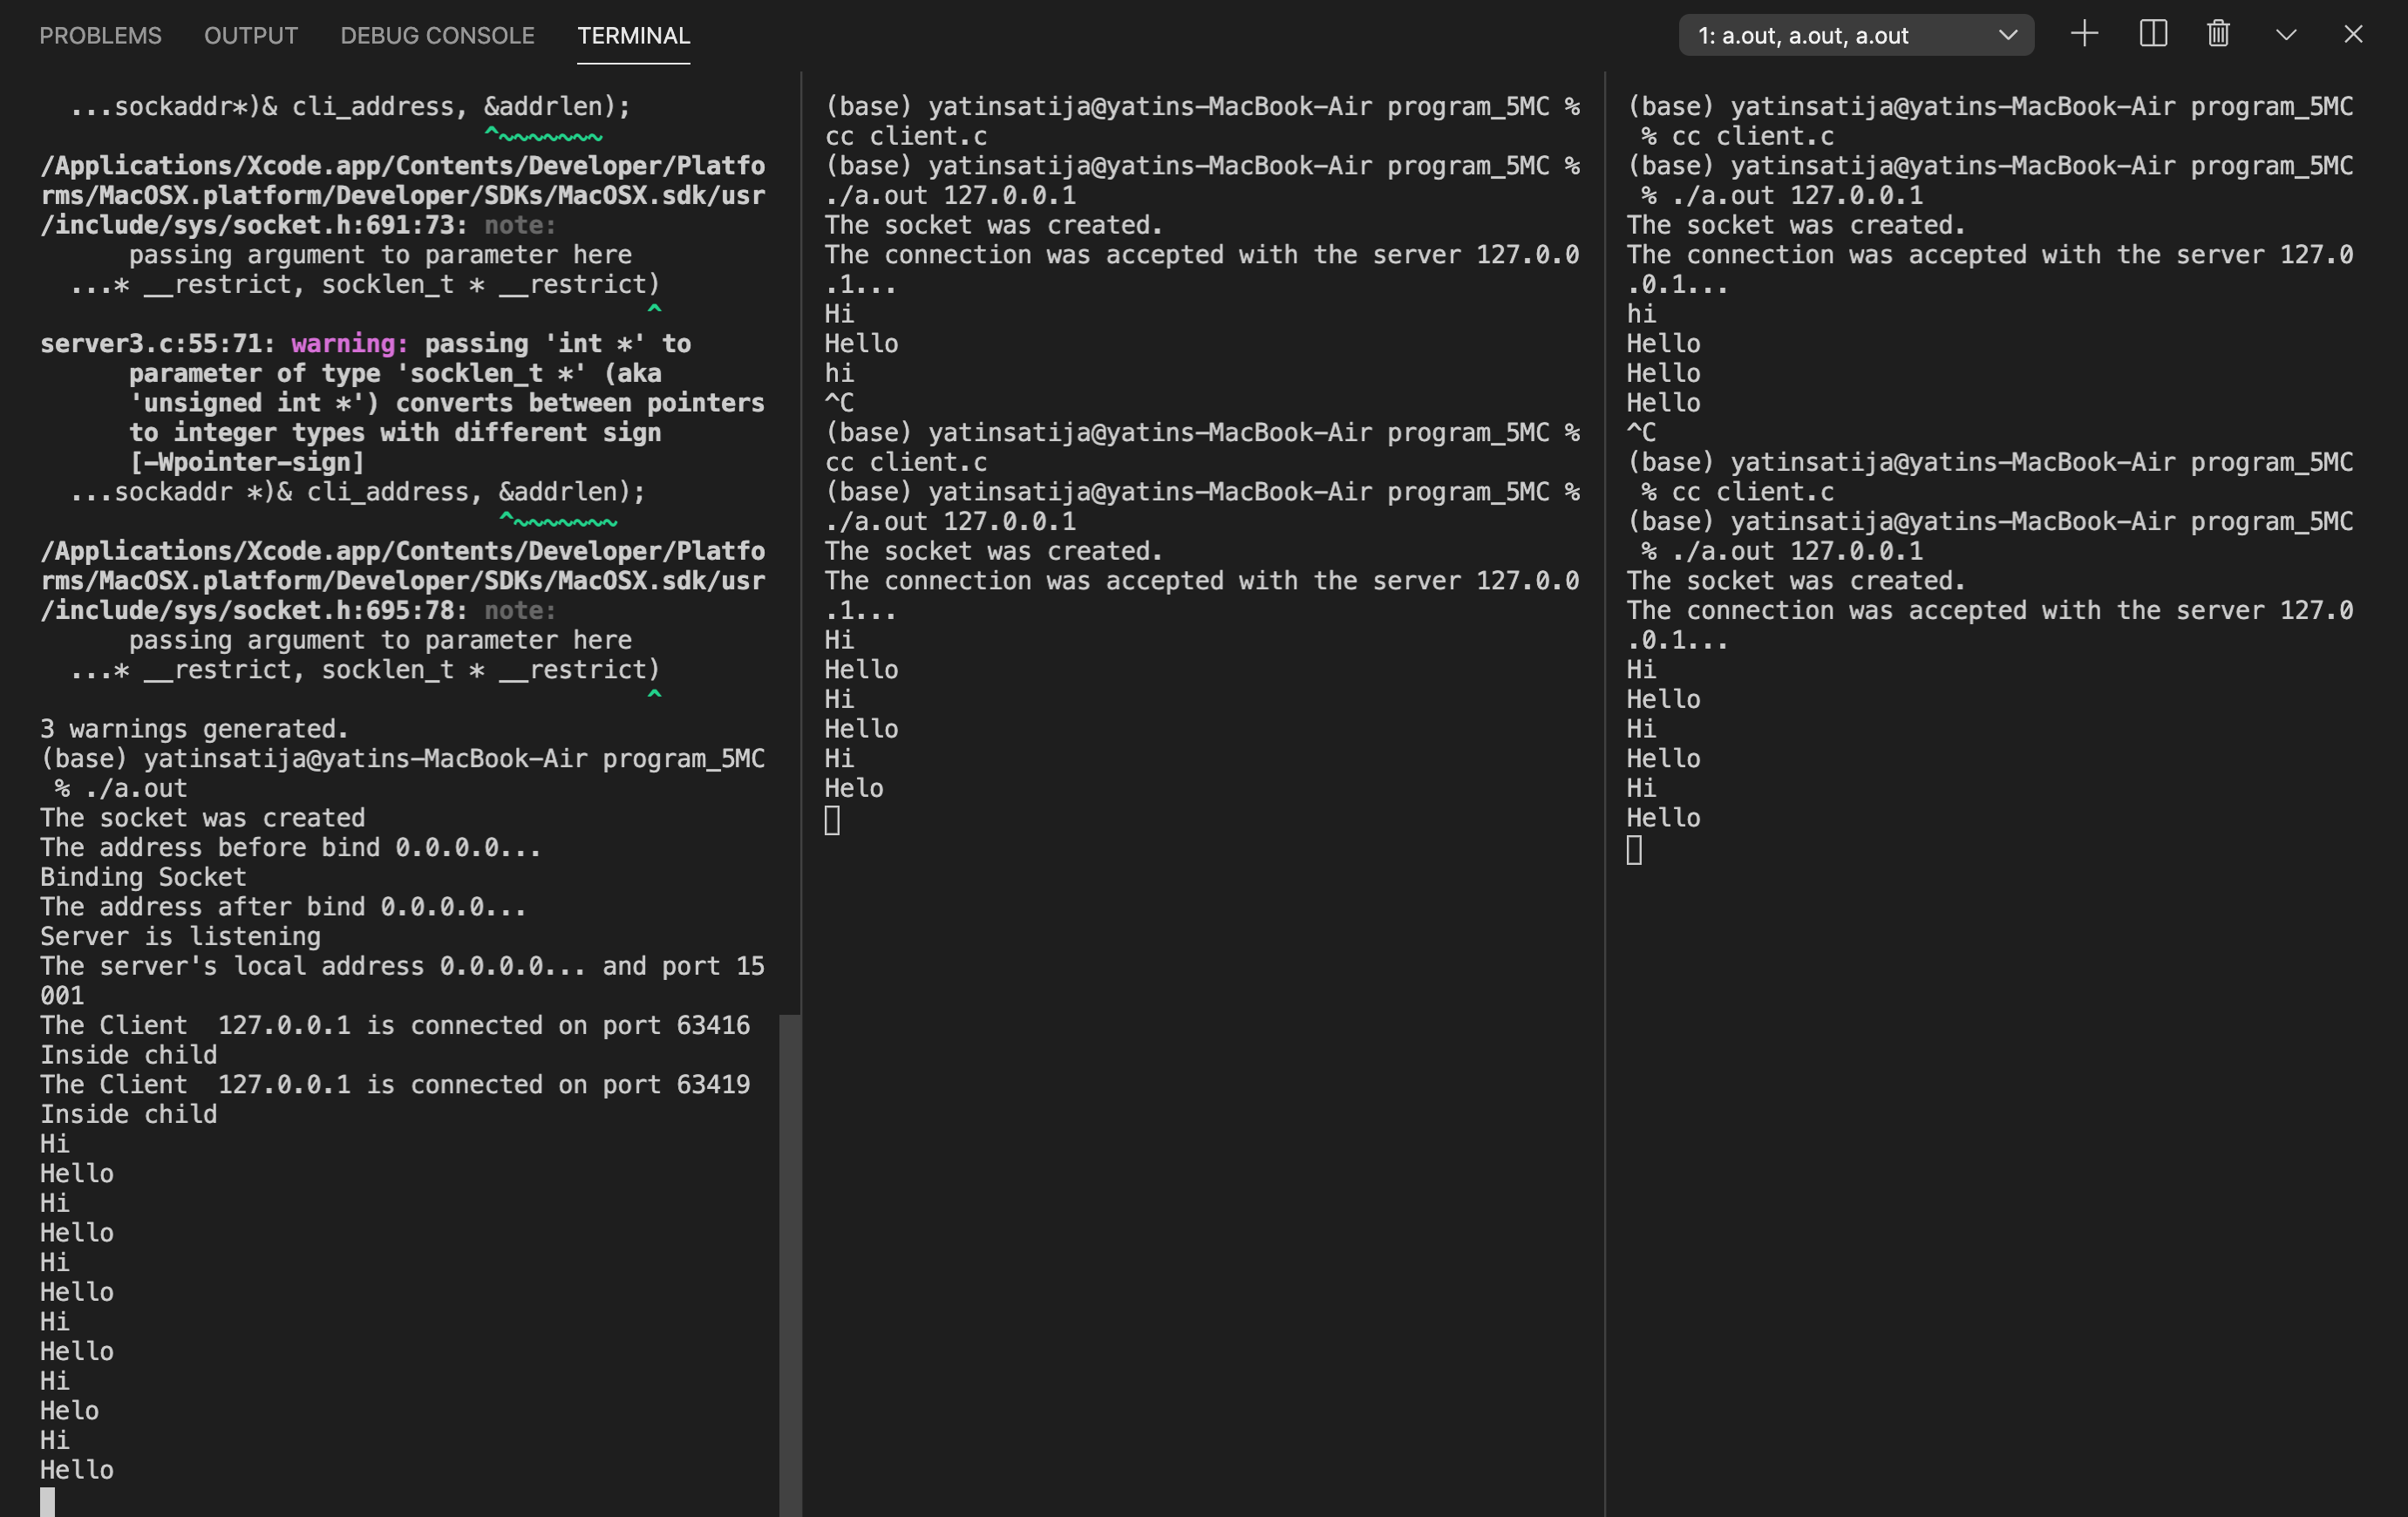 PROBLEMS OUTPUT DEBUG CONSOLE TERMINAL 1: a.out, a.out, a.out
...sockaddr*)& cli_address, &addrlen);
^~~~~~~~
/Applications/Xcode.app/Contents/Developer/Platfo
rms/MacOSX.platform/Developer/SDKs/MacOSX.sdk/usr
/include/sys/socket.h:691:73: note:
passing argument to parameter here
...* __restrict, socklen_t * __restrict)
^
server3.c:55:71: warning: passing 'int *' to
parameter of type 'socklen_t *' (aka
'unsigned int *') converts between pointers
to integer types with different sign
[-Wpointer-sign]
...sockaddr *)& cli_address, &addrlen);
^~~~~~~~
/Applications/Xcode.app/Contents/Developer/Platfo
rms/MacOSX.platform/Developer/SDKs/MacOSX.sdk/usr
/include/sys/socket.h:695:78: note:
passing argument to parameter here
...* __restrict, socklen_t * __restrict)
^
3 warnings generated.
(base) yatinsatija@yatins-MacBook-Air program_5MC
% ./a.out
The socket was created
The address before bind 0.0.0.0...
Binding Socket
The address after bind 0.0.0.0...
Server is listening
The server's local address 0.0.0.0... and port 15
001
The Client  127.0.0.1 is connected on port 63416
Inside child
The Client  127.0.0.1 is connected on port 63419
Inside child
Hi
Hello
Hi
Hello
Hi
Hello
Hi
Hello
Hi
Helo
Hi
Hello
(base) yatinsatija@yatins-MacBook-Air program_5MC %
cc client.c
(base) yatinsatija@yatins-MacBook-Air program_5MC %
./a.out 127.0.0.1
The socket was created.
The connection was accepted with the server 127.0.0
.1...
Hi
Hello
hi
^C
(base) yatinsatija@yatins-MacBook-Air program_5MC %
cc client.c
(base) yatinsatija@yatins-MacBook-Air program_5MC %
./a.out 127.0.0.1
The socket was created.
The connection was accepted with the server 127.0.0
.1...
Hi
Hello
Hi
Hello
Hi
Helo
(base) yatinsatija@yatins-MacBook-Air program_5MC
% cc client.c
(base) yatinsatija@yatins-MacBook-Air program_5MC
% ./a.out 127.0.0.1
The socket was created.
The connection was accepted with the server 127.0
.0.1...
hi
Hello
Hello
Hello
^C
(base) yatinsatija@yatins-MacBook-Air program_5MC
% cc client.c
(base) yatinsatija@yatins-MacBook-Air program_5MC
% ./a.out 127.0.0.1
The socket was created.
The connection was accepted with the server 127.0
.0.1...
Hi
Hello
Hi
Hello
Hi
Hello